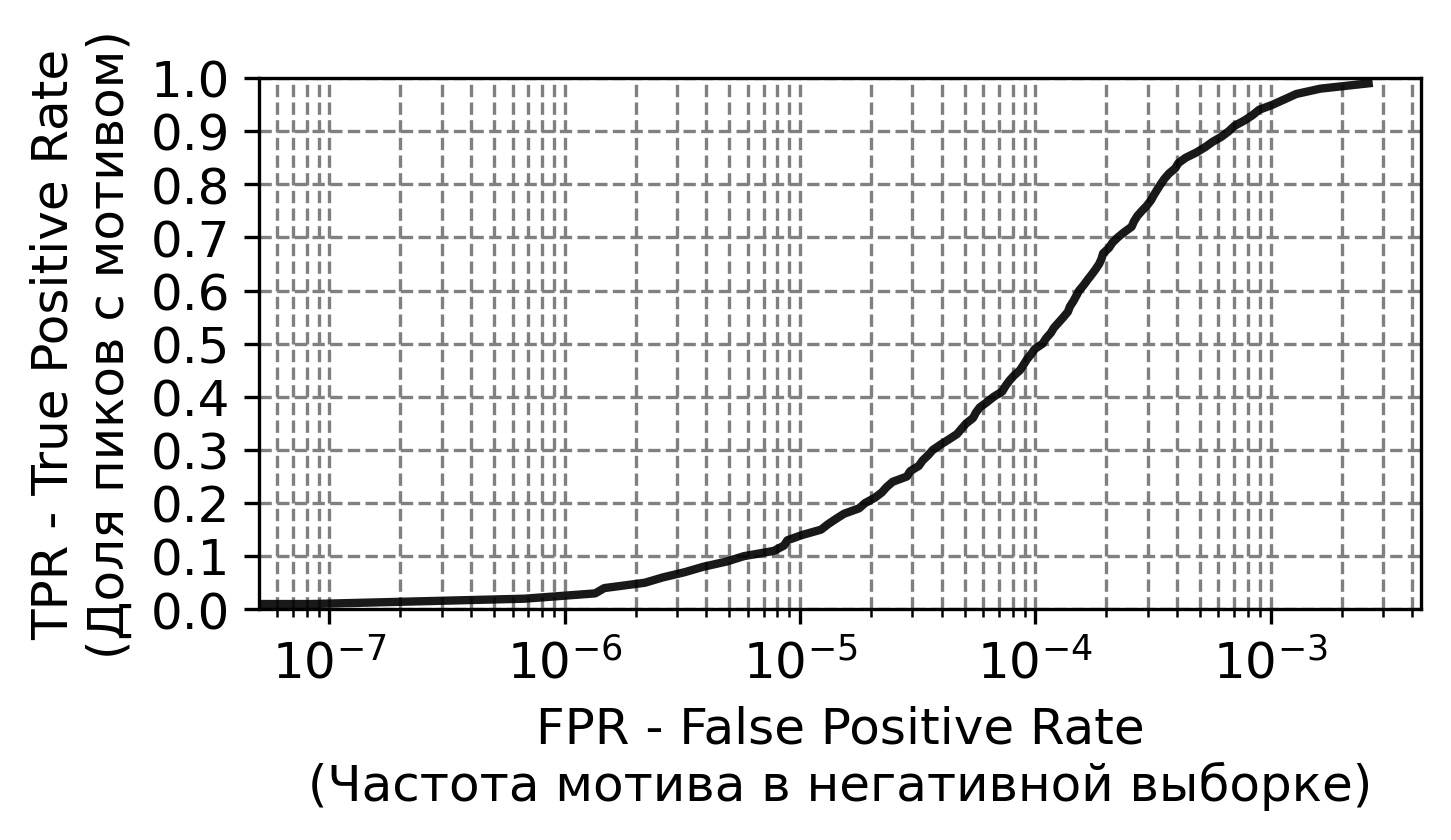 TPR - True Positive Rate
(Доля пиков с мотивом)
1.0
0.9
0.8
0.7
0.6
0.5
0.4
0.3
0.2
0.1
0.0
10⁻⁷ 10⁻⁶ 10⁻⁵ 10⁻⁴ 10⁻³
FPR - False Positive Rate
(Частота мотива в негативной выборке)